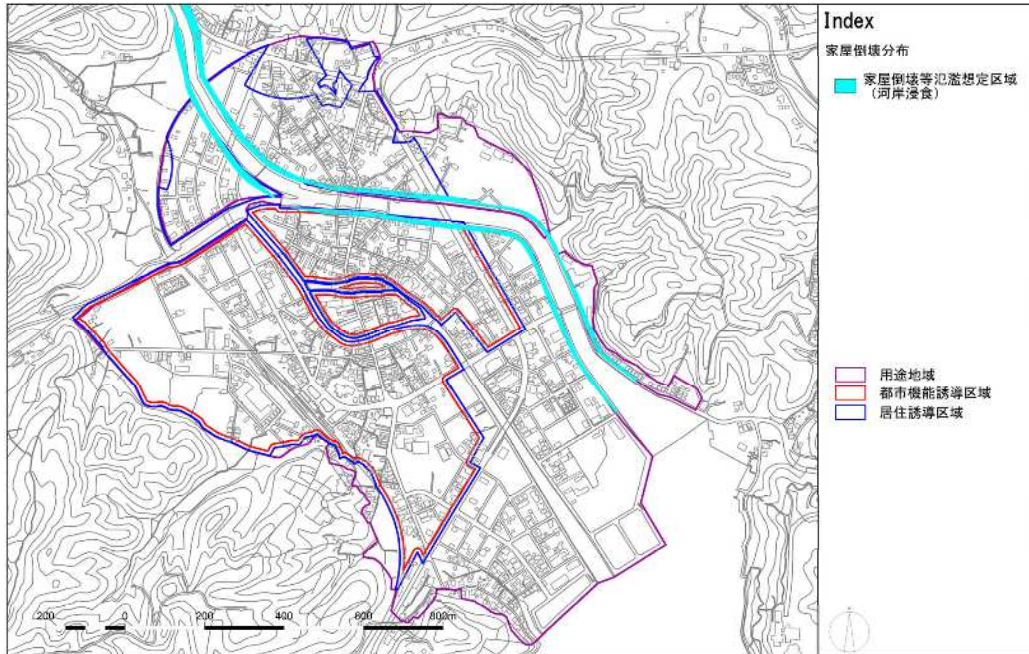 Index
家屋倒壊分布
家屋倒壊等氾濫想定区域
(河岸浸食)
用途地域
都市機能誘導区域
居住誘導区域
200 0 200 400 600 800m